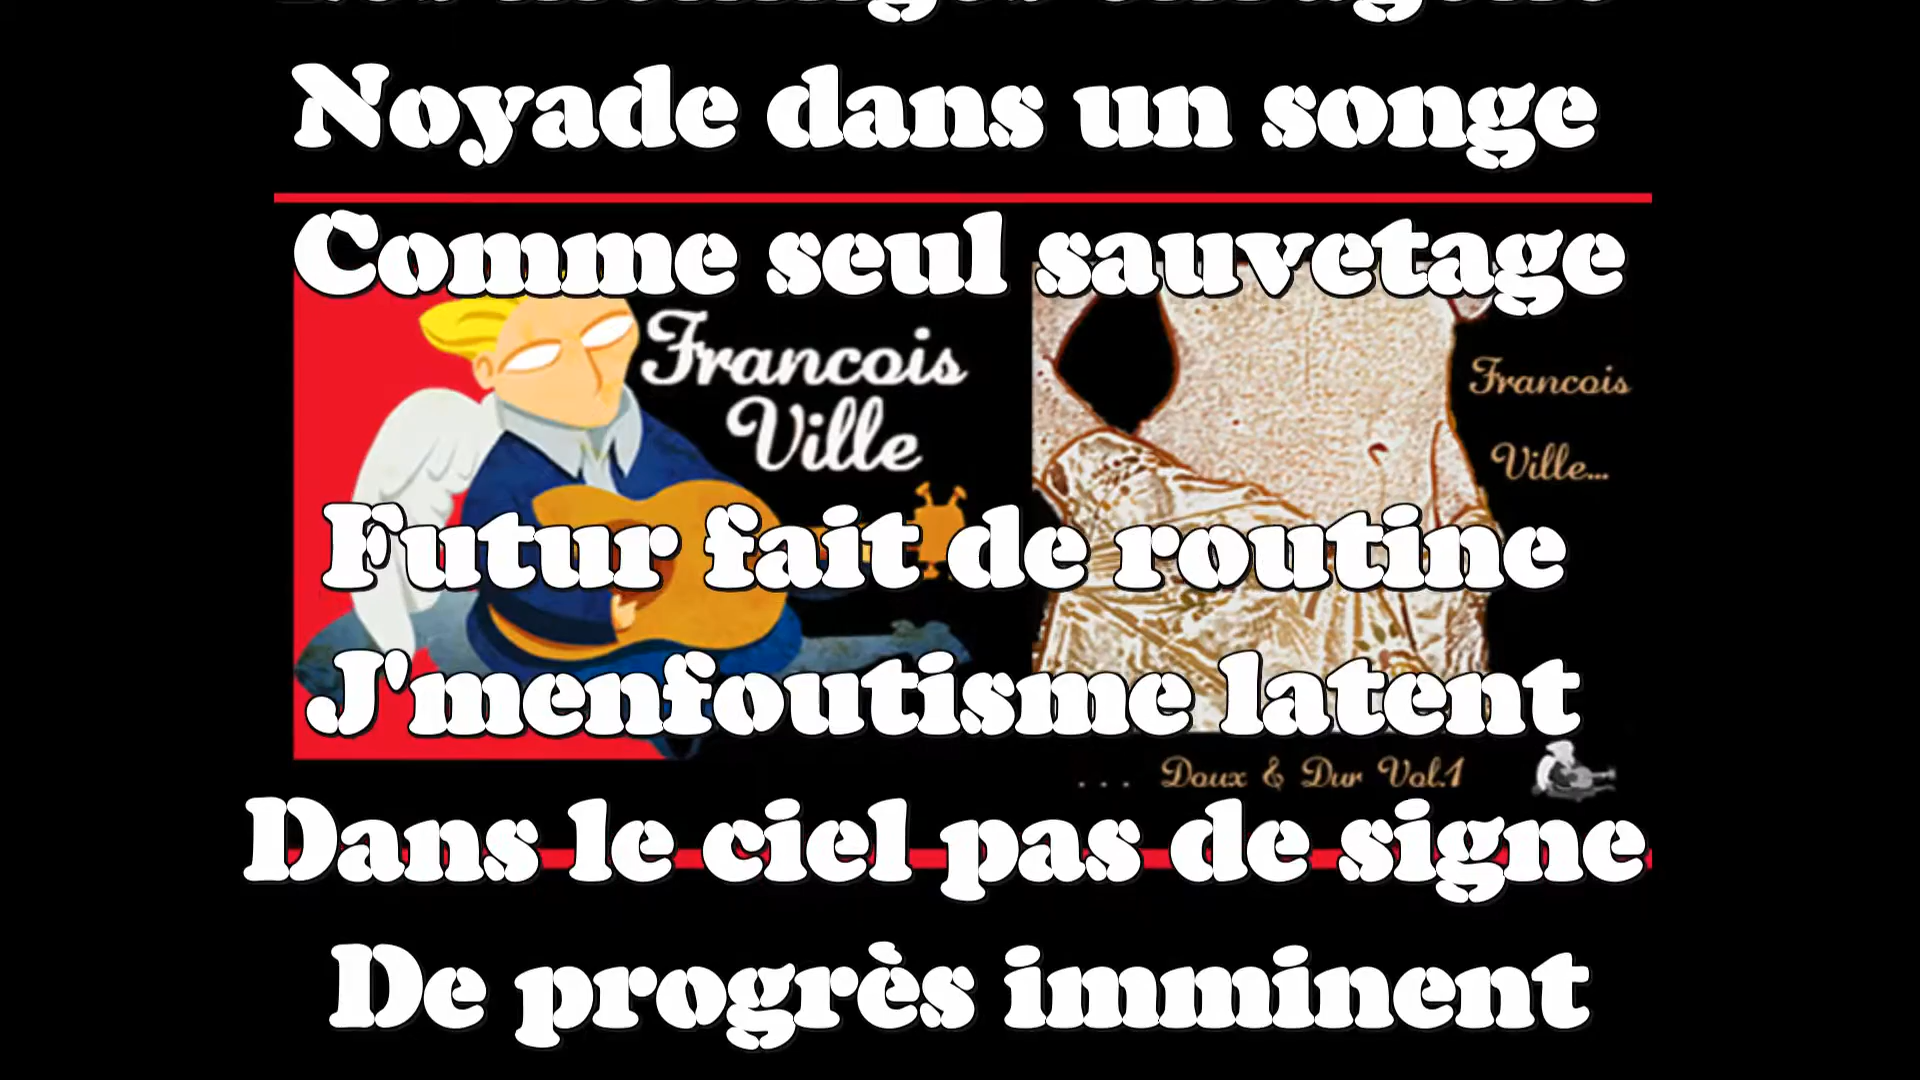 Noyade dans un songe
Comme seul sauvetage
Francois
Ville
Francois
Ville...
Futur fait de routine
J'menfoutisme latent
... Doux & Dur Vol.1
Dans le ciel pas de signe
De progrès imminent